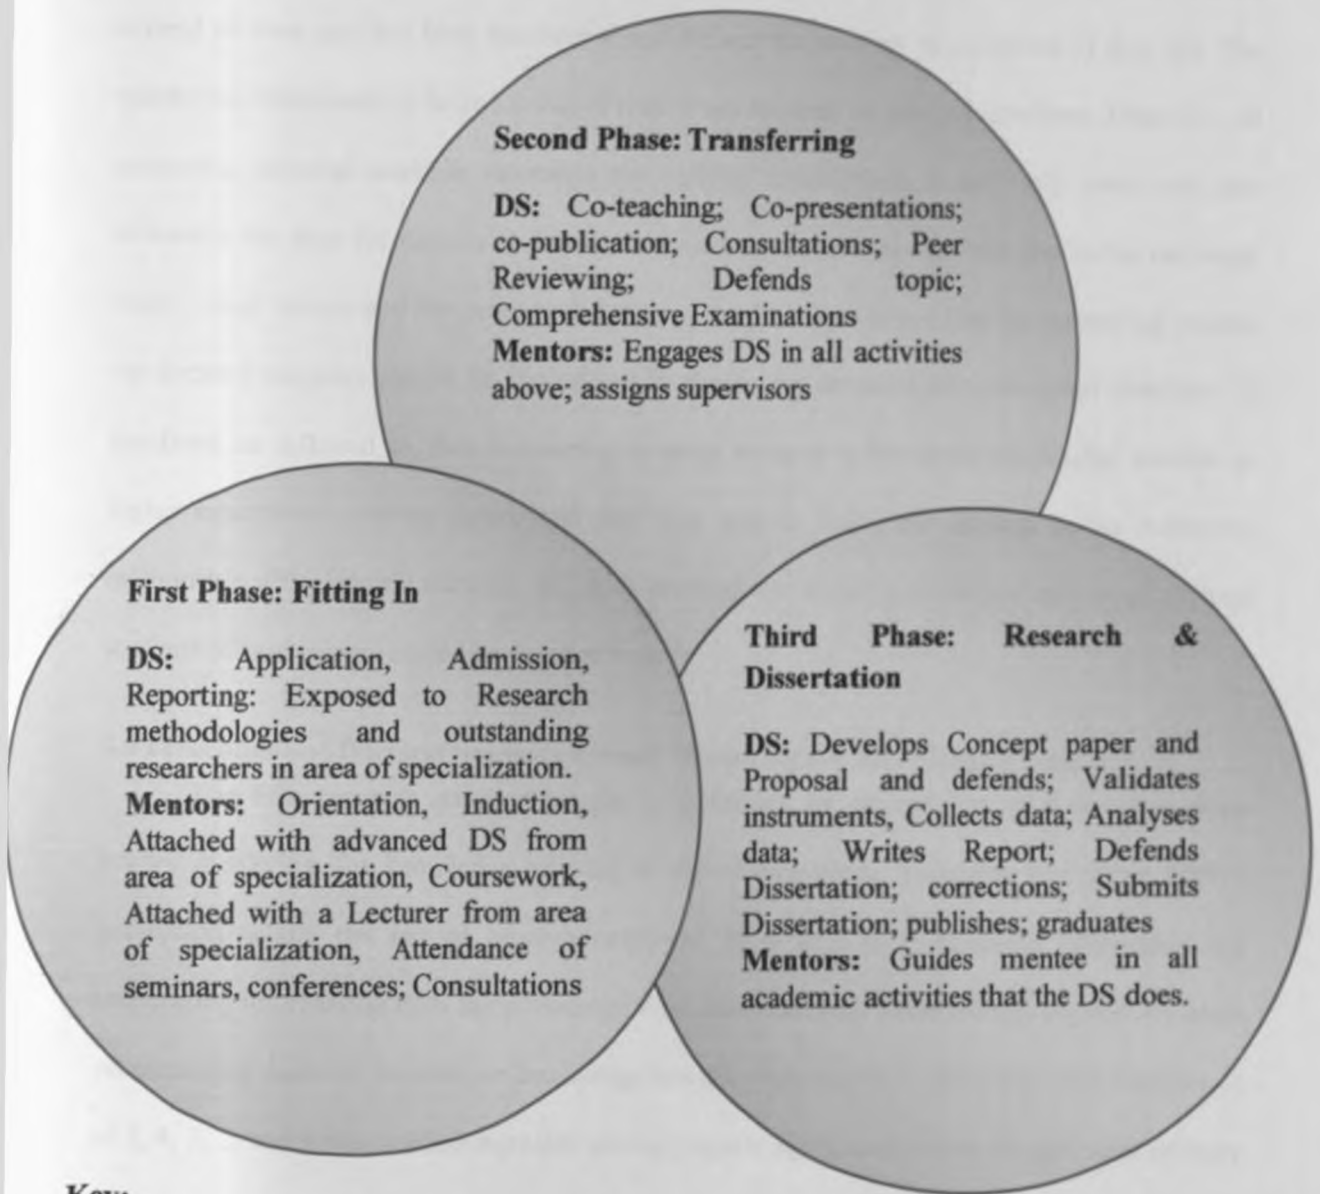 Second Phase: Transferring
DS: Co-teaching; Co-presentations;
co-publication; Consultations; Peer
Reviewing; Defends topic;
Comprehensive Examinations
Mentors: Engages DS in all activities
above; assigns supervisors
First Phase: Fitting In
DS: Application, Admission,
Reporting: Exposed to Research
methodologies and outstanding
researchers in area of specialization.
Mentors: Orientation, Induction,
Attached with advanced DS from
area of specialization, Coursework,
Attached with a Lecturer from area
of specialization, Attendance of
seminars, conferences; Consultations
Third Phase: Research &
Dissertation
DS: Develops Concept paper and
Proposal and defends; Validates
instruments, Collects data; Analyses
data; Writes Report; Defends
Dissertation; corrections; Submits
Dissertation; publishes; graduates
Mentors: Guides mentee in all
academic activities that the DS does.
Key: